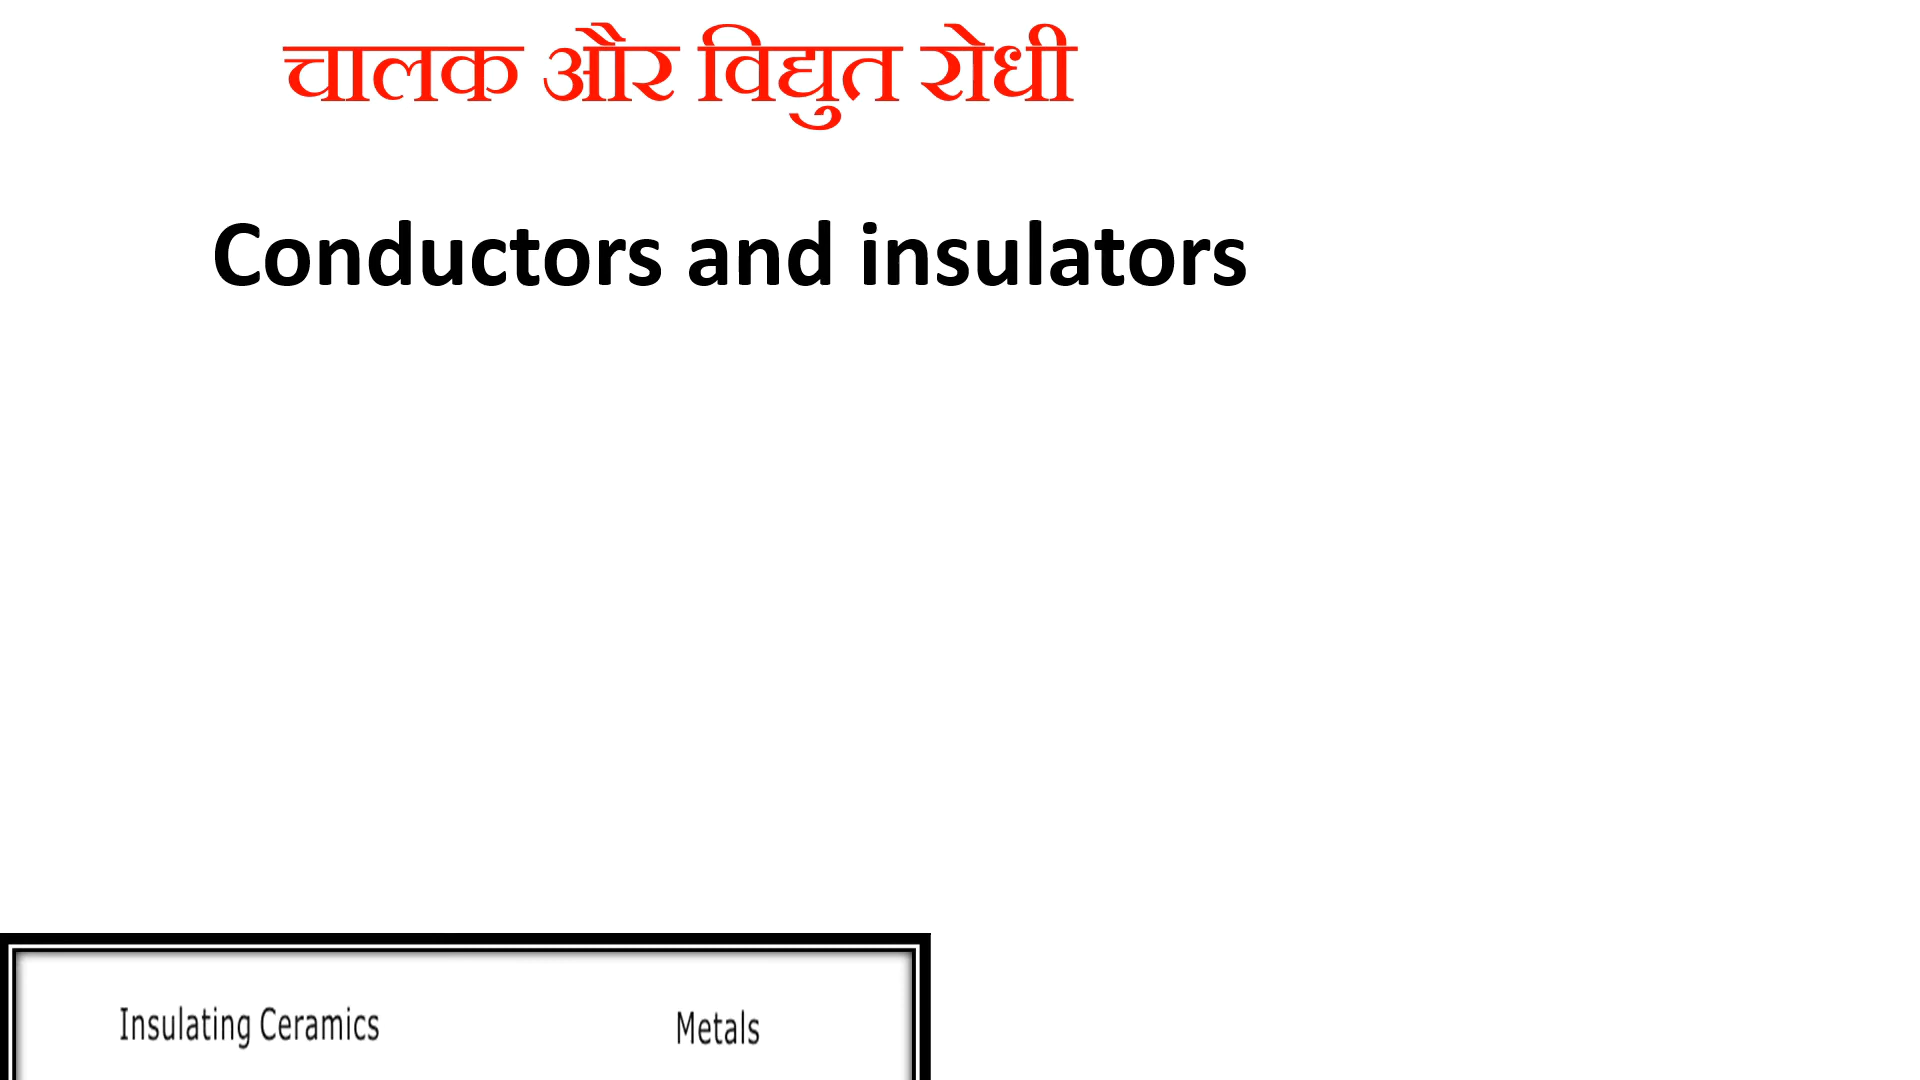 चालक और विद्युत रोधी
Conductors and insulators
Insulating Ceramics
Metals